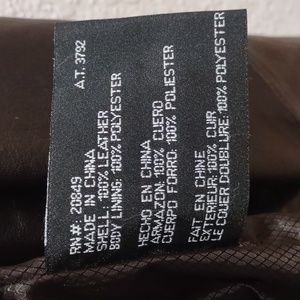 A.T. 3792
RN#: 20849
MADE IN CHINA
SHELL: 100% LEATHER
BODY LINING: 100% POLYESTER
HECHO EN CHINA
ARMAZON: 100% CUERO
CUERPO FORRO: 100% POLIESTER
FAIT EN CHINE
EXTERIEUR: 100% CUIR
LE COUER DOUBLURE: 100% POLYESTER